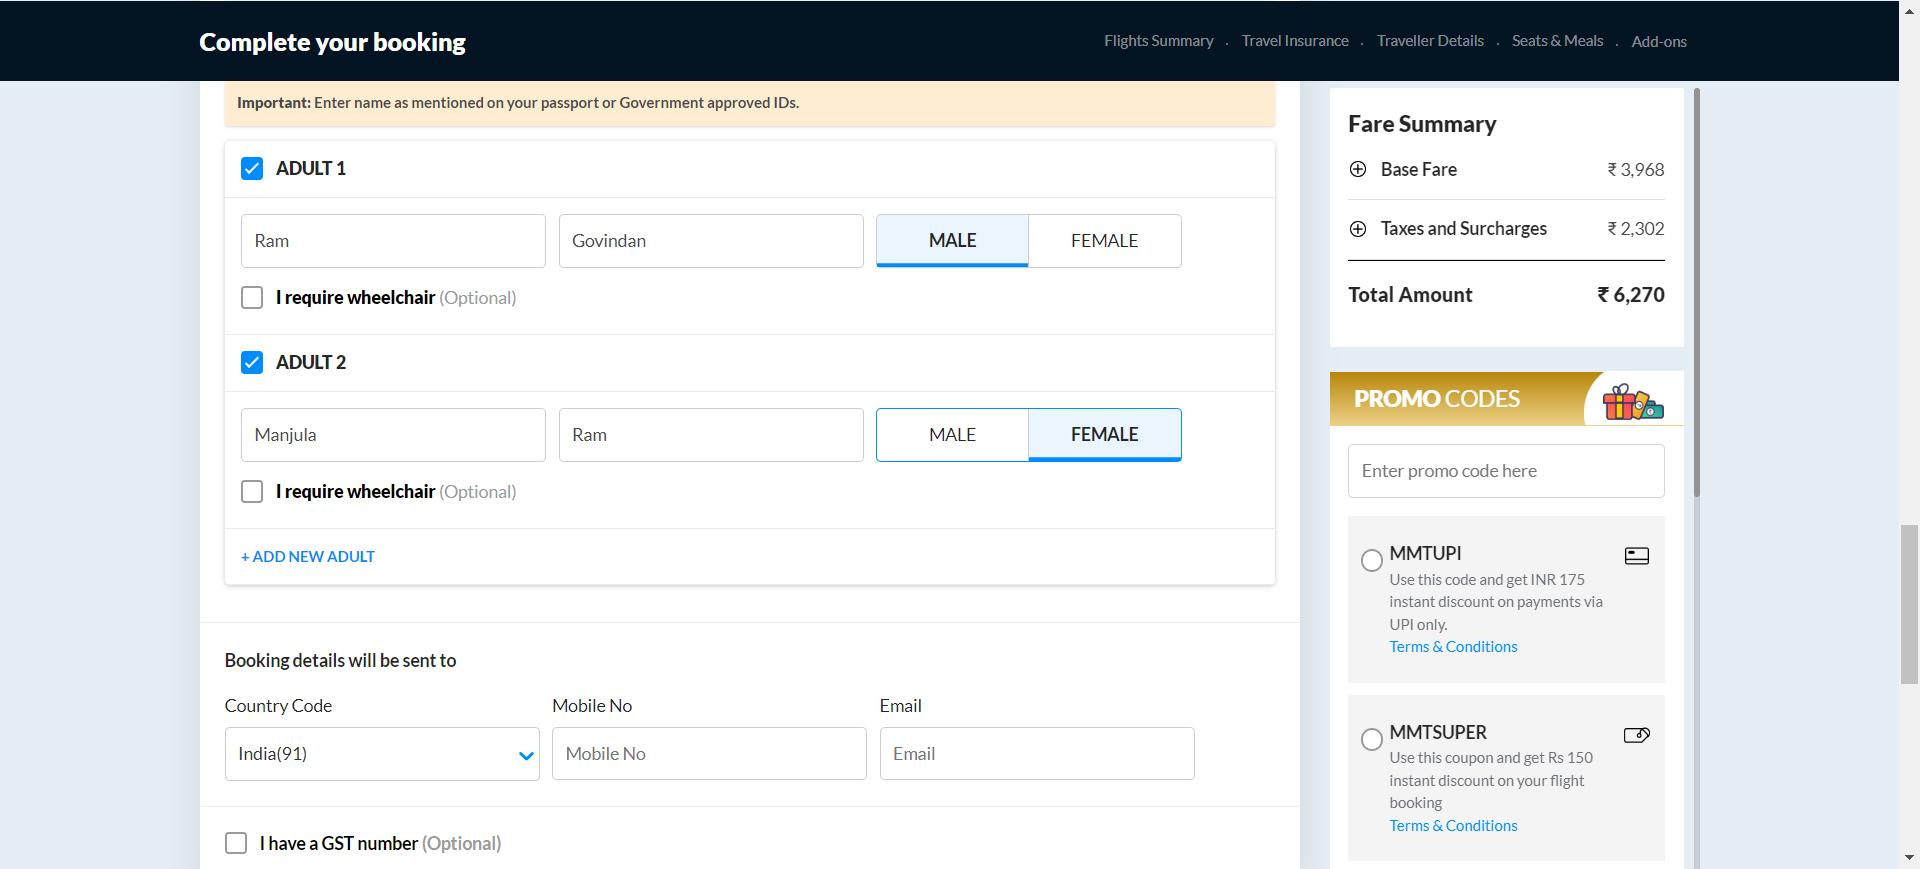 Complete your booking
Flights Summary . Travel Insurance . Traveller Details . Seats & Meals . Add-ons
Important: Enter name as mentioned on your passport or Government approved IDs.
ADULT 1
Ram
Govindan
MALE
FEMALE
I require wheelchair (Optional)
ADULT 2
Manjula
Ram
MALE
FEMALE
I require wheelchair (Optional)
+ ADD NEW ADULT
Booking details will be sent to
Country Code
Mobile No
Email
India(91)
Mobile No
Email
I have a GST number (Optional)
Fare Summary
Base Fare ₹ 3,968
Taxes and Surcharges ₹ 2,302
Total Amount ₹ 6,270
PROMO CODES
Enter promo code here
MMTUPI
Use this code and get INR 175
instant discount on payments via
UPI only.
Terms & Conditions
MMTSUPER
Use this coupon and get Rs 150
instant discount on your flight
booking
Terms & Conditions